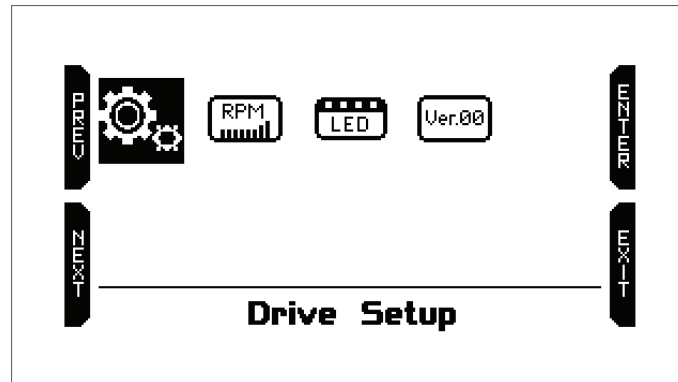 PREV
RPM
LED
Ver.00
ENTER
NEXT
EXIT
Drive Setup